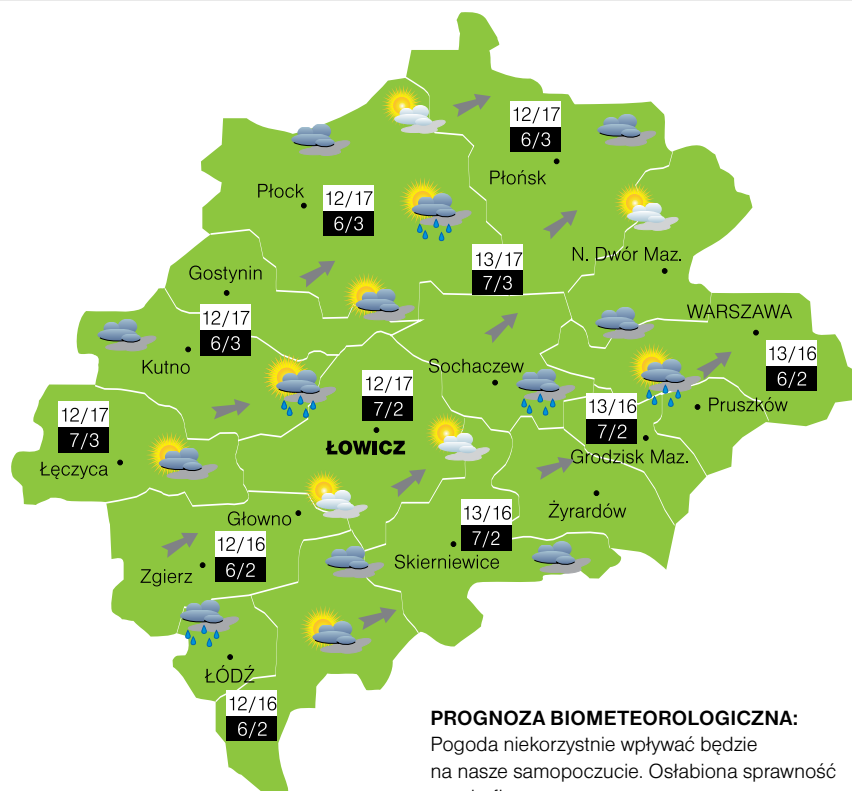 12/17
6/3
Płońsk
Płock
12/17
6/3
N. Dwór Maz.
13/17
7/3
Gostynin
12/17
6/3
Kutno
WARSZAWA
13/16
6/2
Sochaczew
12/17
7/2
ŁOWICZ
Pruszków
13/16
7/2
Grodzisk Maz.
12/17
7/3
Łęczyca
Żyrardów
Głowno
13/16
7/2
Skierniewice
12/16
6/2
Zgierz
ŁÓDŹ
12/16
6/2
PROGNOZA BIOMETEOROLOGICZNA:
Pogoda niekorzystnie wpływać będzie
na nasze samopoczucie. Osłabiona sprawność